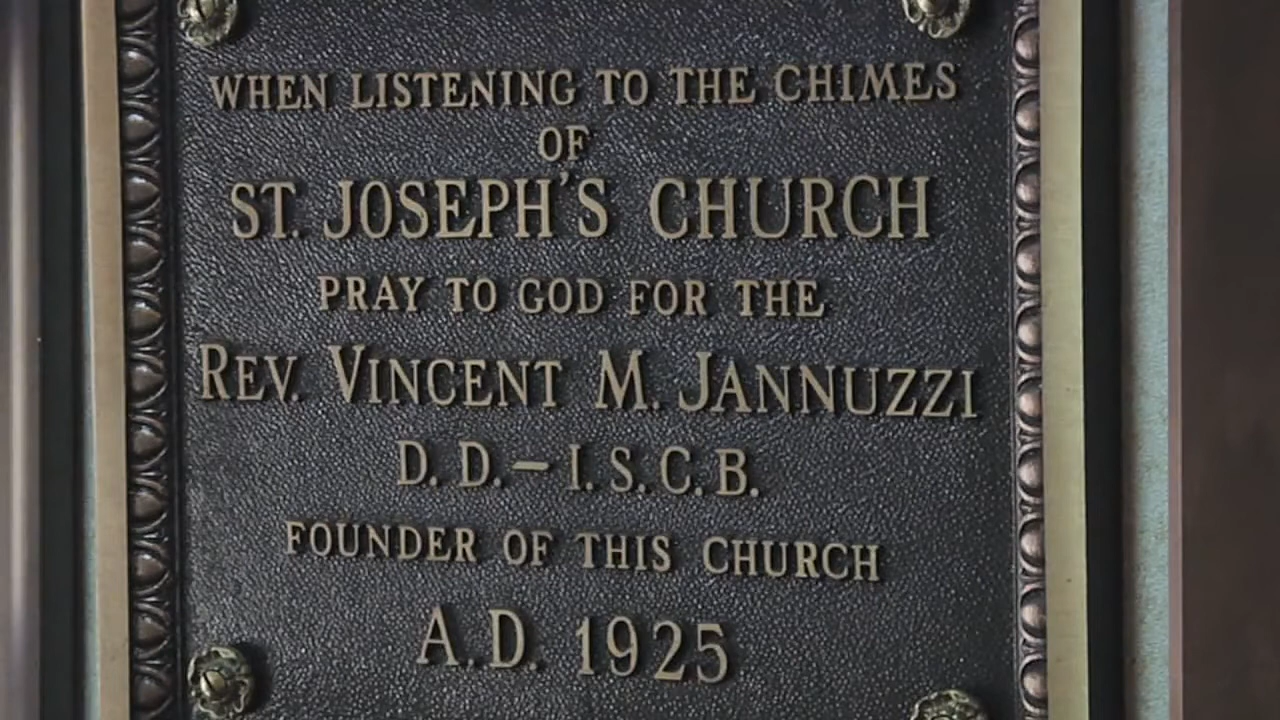 WHEN LISTENING TO THE CHIMES
OF
ST. JOSEPH'S CHURCH
PRAY TO GOD FOR THE
REV. VINCENT M. JANNUZZI
D. D. – I. S. C. B.
FOUNDER OF THIS CHURCH
A. D. 1925